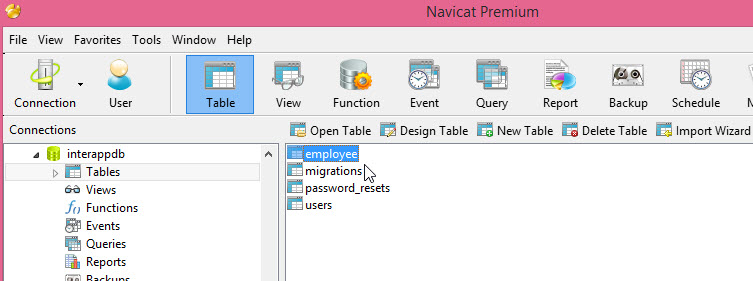 Navicat Premium
File View Favorites Tools Window Help
Connection User Table View Function Event Query Report Backup Schedule
Connections
Open Table Design Table New Table Delete Table Import Wizard
interappdb
Tables
Views
Functions
Events
Queries
Reports
Backups
employee
migrations
password_resets
users